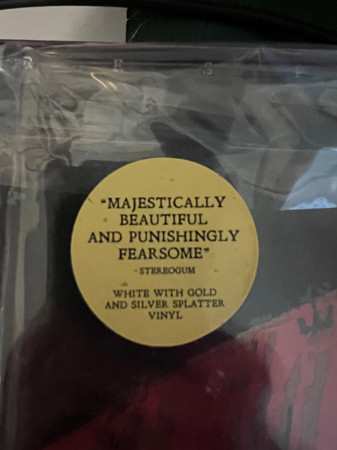 "MAJESTICALLY
BEAUTIFUL
AND PUNISHINGLY
FEARSOME"
- STEREOGUM
WHITE WITH GOLD
AND SILVER SPLATTER
VINYL